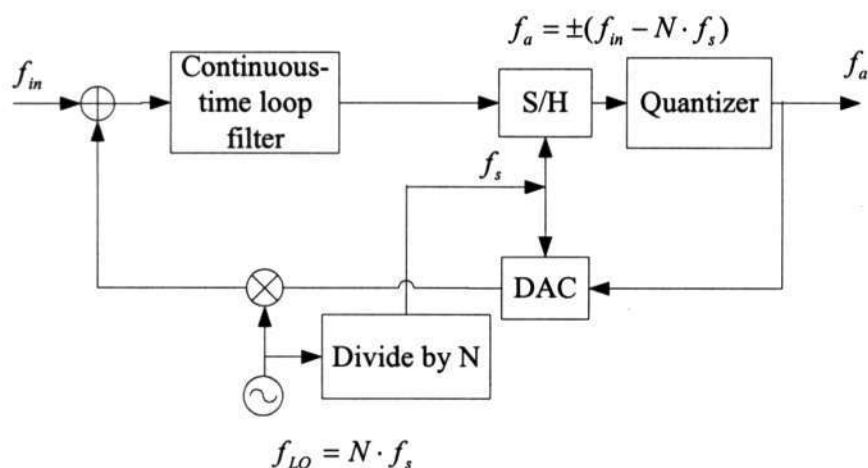 f_a = ±(f_in − N · f_s)
f_in
Continuous-
time loop
filter
S/H
Quantizer
f_a
f_s
DAC
Divide by N
f_LO = N · f_s